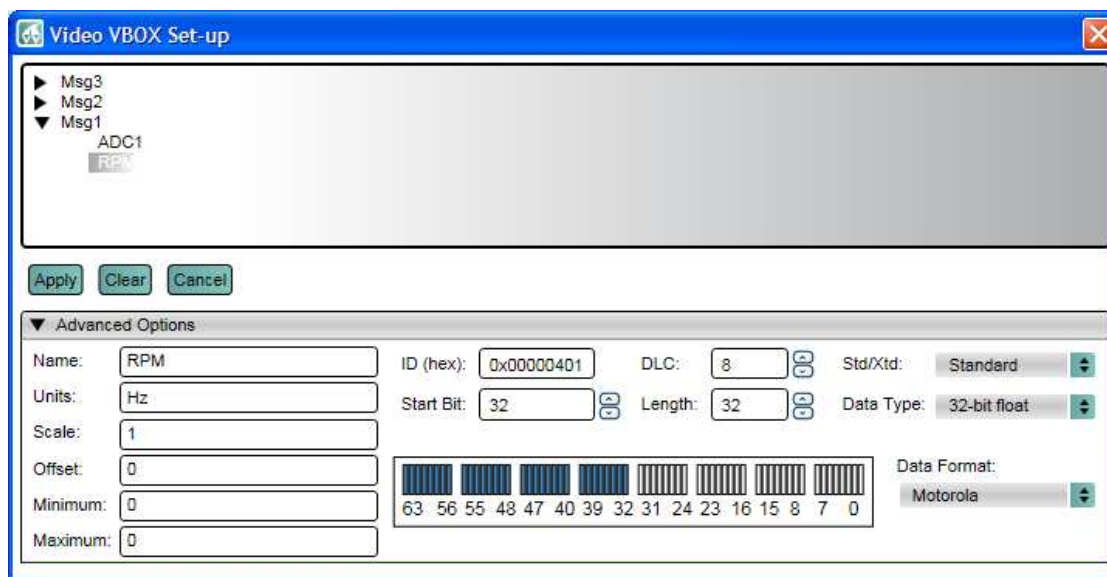 Video VBOX Set-up
Msg3
Msg2
Msg1
ADC1
RPM
Apply Clear Cancel
Advanced Options
Name: RPM ID (hex): 0x00000401 DLC: 8 Std/Xtd: Standard
Units: Hz Start Bit: 32 Length: 32 Data Type: 32-bit float
Scale: 1
Offset: 0 Data Format:
Minimum: 0 63 56 55 48 47 40 39 32 31 24 23 16 15 8 7 0 Motorola
Maximum: 0